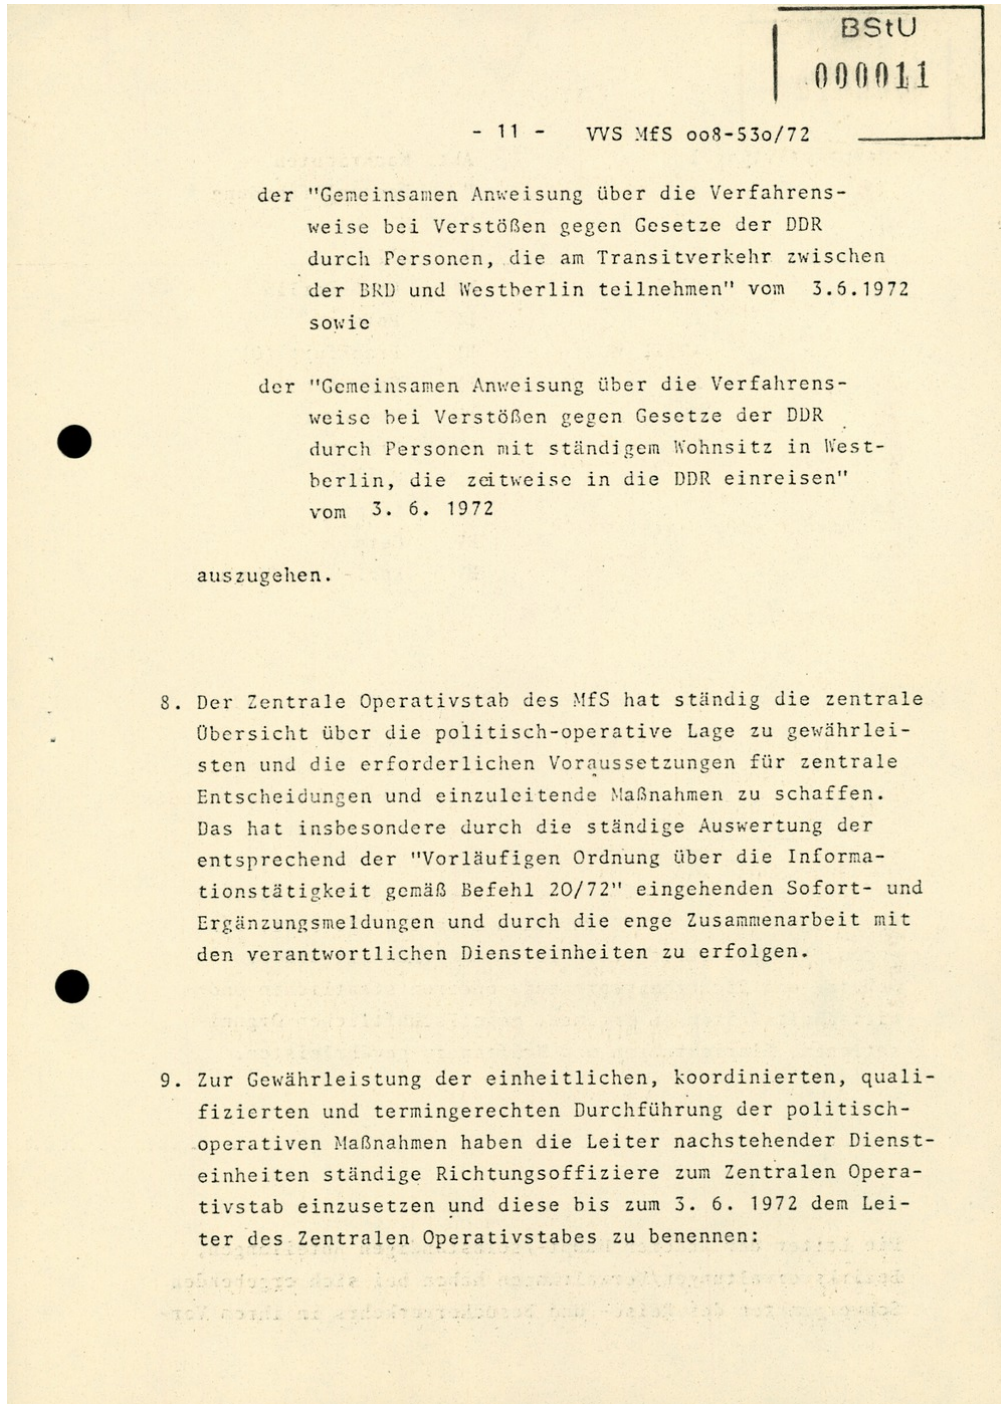 BStU
000011
- 11 - VVS MfS oo8-53o/72
der "Gemeinsamen Anweisung über die Verfahrens-
weise bei Verstößen gegen Gesetze der DDR
durch Personen, die am Transitverkehr zwischen
der BRD und Westberlin teilnehmen" vom 3.6.1972
sowie
der "Gemeinsamen Anweisung über die Verfahrens-
weise bei Verstößen gegen Gesetze der DDR
durch Personen mit ständigem Wohnsitz in West-
berlin, die zeitweise in die DDR einreisen"
vom 3. 6. 1972
auszugehen.
8. Der Zentrale Operativstab des MfS hat ständig die zentrale
Übersicht über die politisch-operative Lage zu gewährlei-
sten und die erforderlichen Voraussetzungen für zentrale
Entscheidungen und einzuleitende Maßnahmen zu schaffen.
Das hat insbesondere durch die ständige Auswertung der
entsprechend der "Vorläufigen Ordnung über die Informa-
tionstätigkeit gemäß Befehl 20/72" eingehenden Sofort- und
Ergänzungsmeldungen und durch die enge Zusammenarbeit mit
den verantwortlichen Diensteinheiten zu erfolgen.
9. Zur Gewährleistung der einheitlichen, koordinierten, quali-
fizierten und termingerechten Durchführung der politisch-
operativen Maßnahmen haben die Leiter nachstehender Dienst-
einheiten ständige Richtungsoffiziere zum Zentralen Opera-
tivstab einzusetzen und diese bis zum 3. 6. 1972 dem Lei-
ter des Zentralen Operativstabes zu benennen: